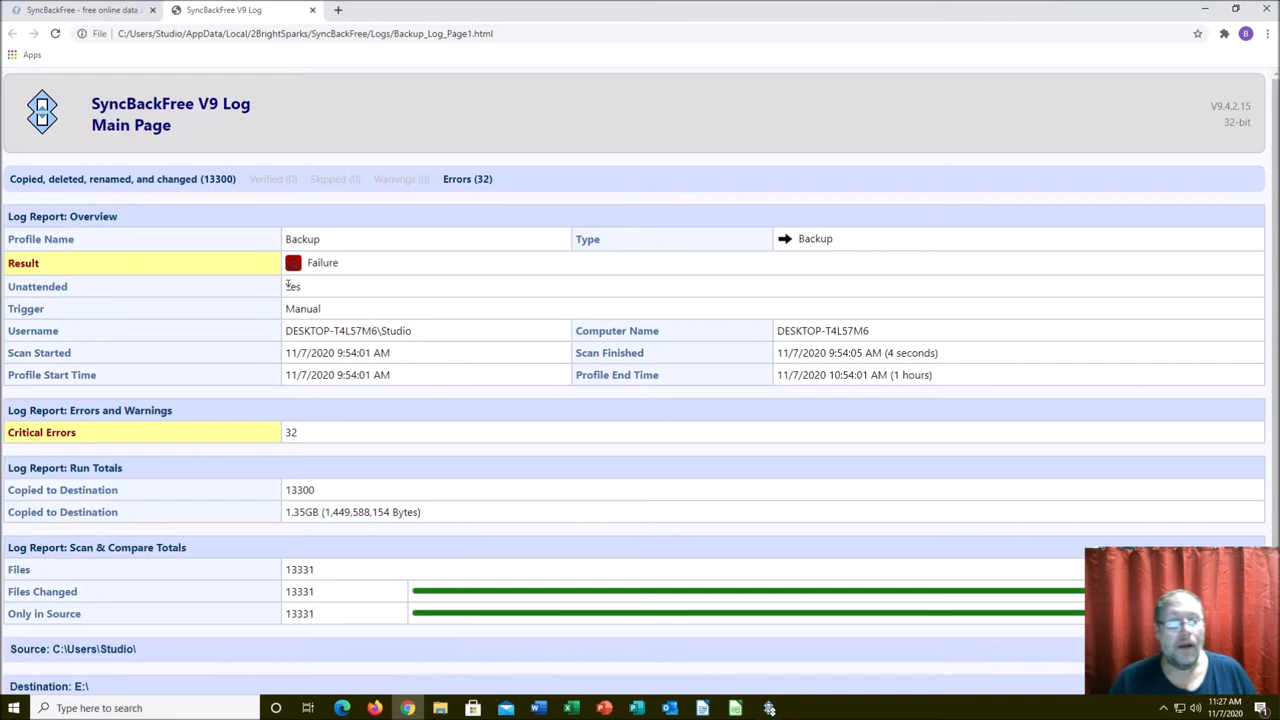 SyncBackFree - free online data
SyncBackFree V9 Log
File C:/Users/Studio/AppData/Local/2BrightSparks/SyncBackFree/Logs/Backup_Log_Page1.html
B
Apps
SyncBackFree V9 Log
Main Page
V9.4.2.15
32-bit
Copied, deleted, renamed, and changed (13300) Verified (0) Skipped (0) Warnings (0) Errors (32)
Log Report: Overview
Profile Name Backup Type Backup
Result Failure
Unattended Yes
Trigger Manual
Username DESKTOP-T4L57M6\Studio Computer Name DESKTOP-T4L57M6
Scan Started 11/7/2020 9:54:01 AM Scan Finished 11/7/2020 9:54:05 AM (4 seconds)
Profile Start Time 11/7/2020 9:54:01 AM Profile End Time 11/7/2020 10:54:01 AM (1 hours)
Log Report: Errors and Warnings
Critical Errors 32
Log Report: Run Totals
Copied to Destination 13300
Copied to Destination 1.35GB (1,449,588,154 Bytes)
Log Report: Scan & Compare Totals
Files 13331
Files Changed 13331
Only in Source 13331
Source: C:\Users\Studio\
Destination: E:\
Type here to search
11:27 AM
11/7/2020